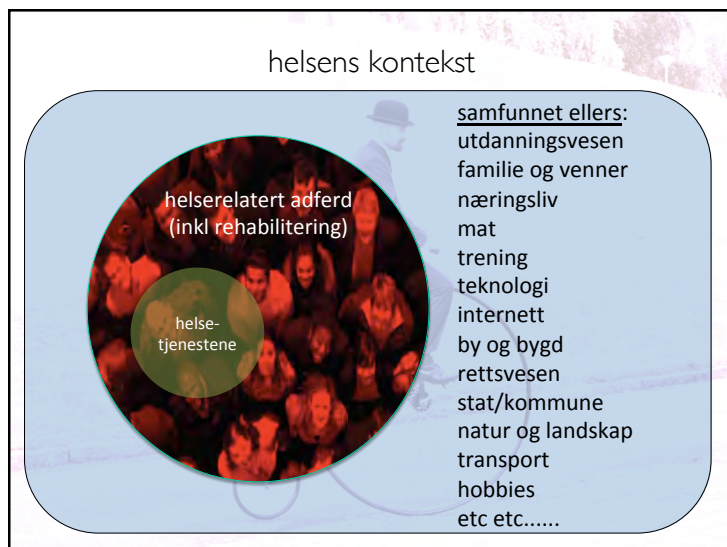 helsens kontekst
helserelatert adferd
(inkl rehabilitering)
helse-
tjenestene
samfunnet ellers:
utdanningsvesen
familie og venner
næringsliv
mat
trening
teknologi
internett
by og bygd
rettsvesen
stat/kommune
natur og landskap
transport
hobbies
etc etc......